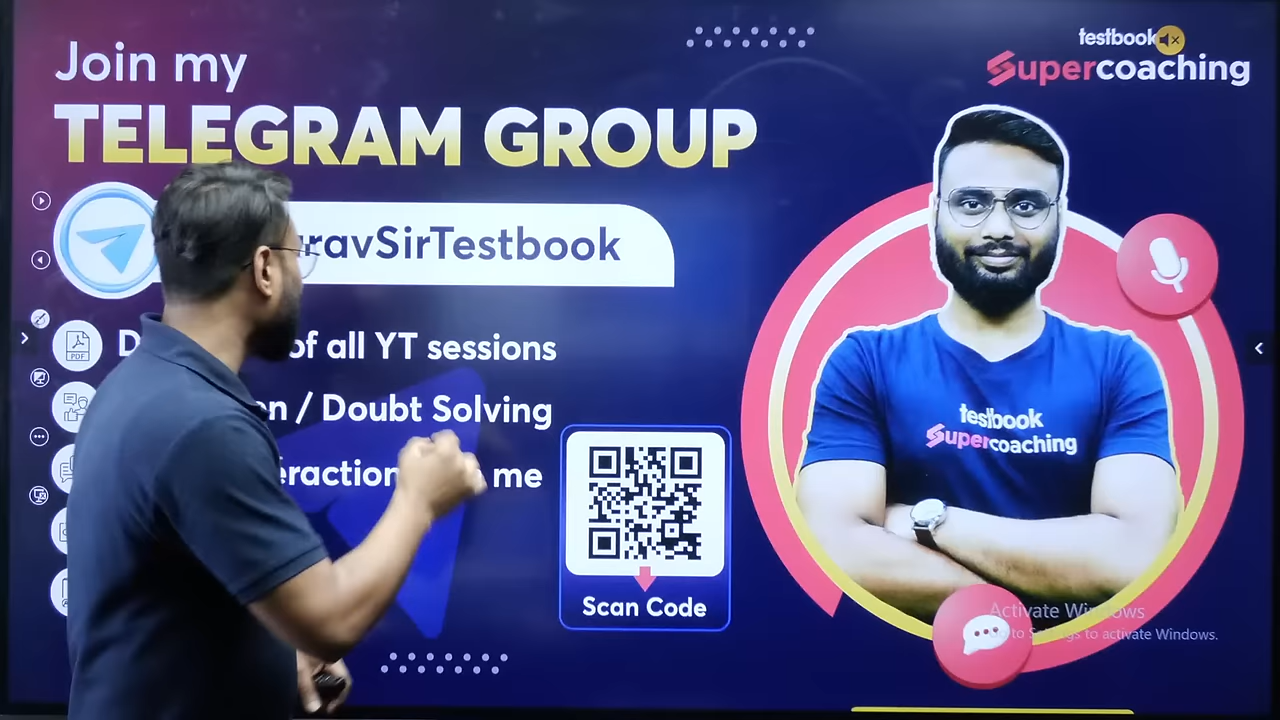 Join my
TELEGRAM GROUP
ravSirTestbook
PDF
of all YT sessions
n / Doubt Solving
eraction me
Scan Code
testbook
Supercoaching
testbook
Supercoaching
Activate Windows
to Settings to activate Windows.